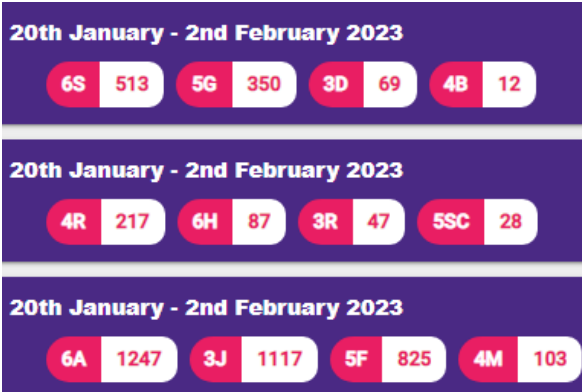 20th January - 2nd February 2023
6S 513 5G 350 3D 69 4B 12
20th January - 2nd February 2023
4R 217 6H 87 3R 47 5SC 28
20th January - 2nd February 2023
6A 1247 3J 1117 5F 825 4M 103